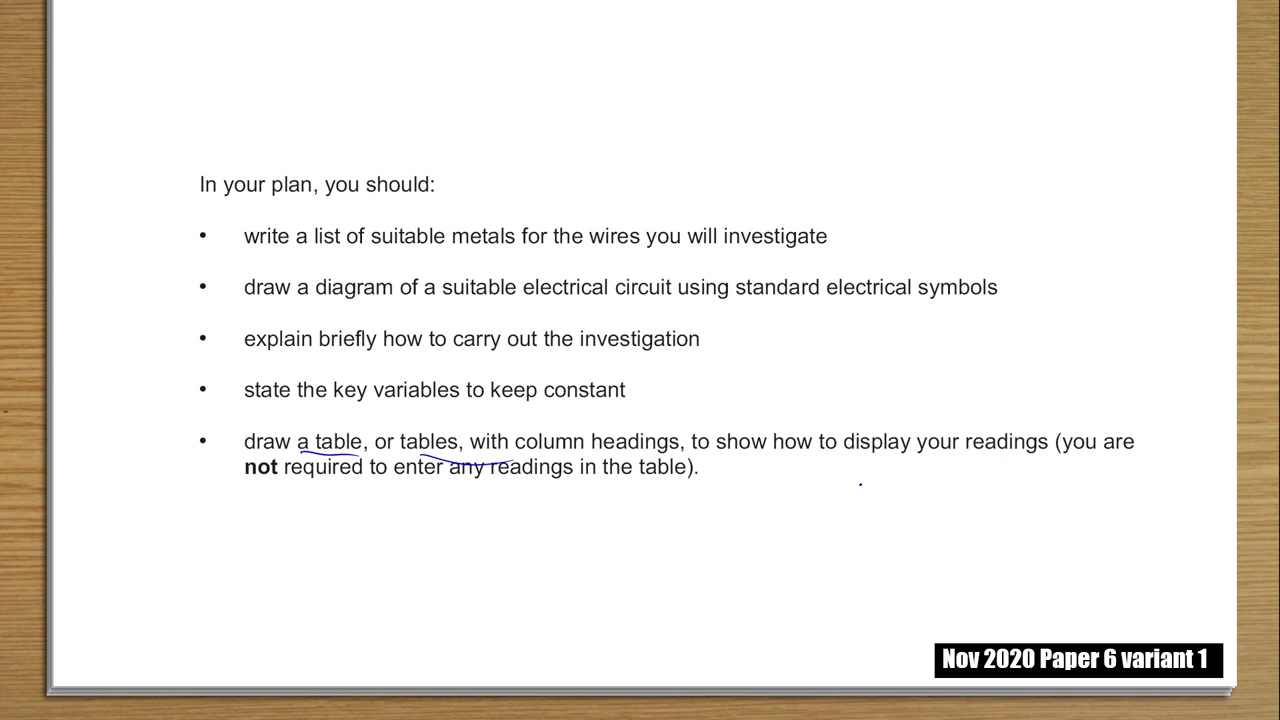 In your plan, you should:
• write a list of suitable metals for the wires you will investigate
• draw a diagram of a suitable electrical circuit using standard electrical symbols
• explain briefly how to carry out the investigation
• state the key variables to keep constant
• draw a table, or tables, with column headings, to show how to display your readings (you are
not required to enter any readings in the table).
Nov 2020 Paper 6 variant 1